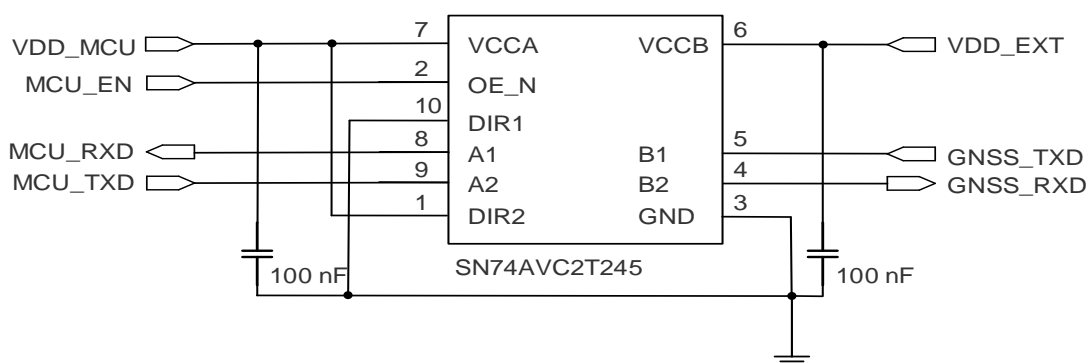 7
6
VDD_MCU
VCCA
VCCB
VDD_EXT
2
MCU_EN
OE_N
10
DIR1
8
5
MCU_RXD
A1
B1
GNSS_TXD
9
4
MCU_TXD
A2
B2
GNSS_RXD
1
3
DIR2
GND
100 nF
SN74AVC2T245
100 nF